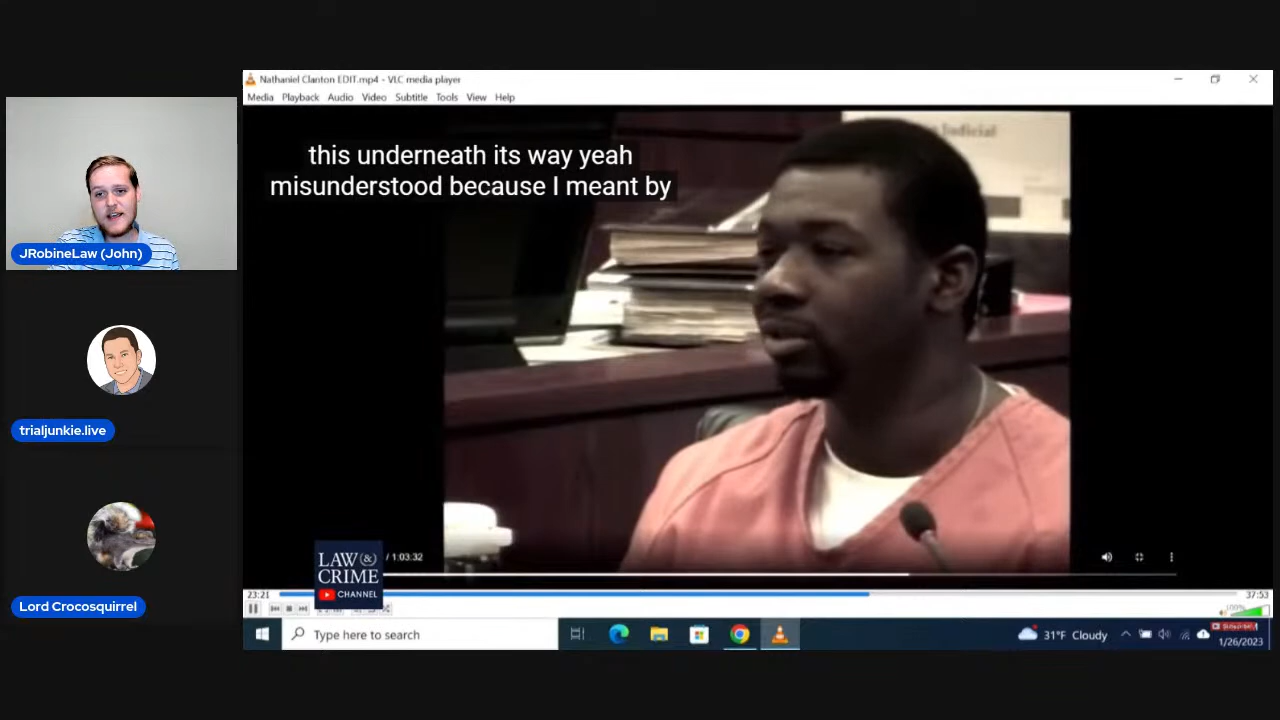 Nathaniel Clanton EDIT.mp4 - VLC media player
Media Playback Audio Video Subtitle Tools View Help
Judicial
this underneath its way yeah
misunderstood because I meant by
JRobineLaw (John)
trialjunkie.live
Lord Crocosquirrel
LAW(&)
CRIME
CHANNEL
/ 1:03:32
23:21
37:53
100%
Type here to search
31°F Cloudy
1/26/2023